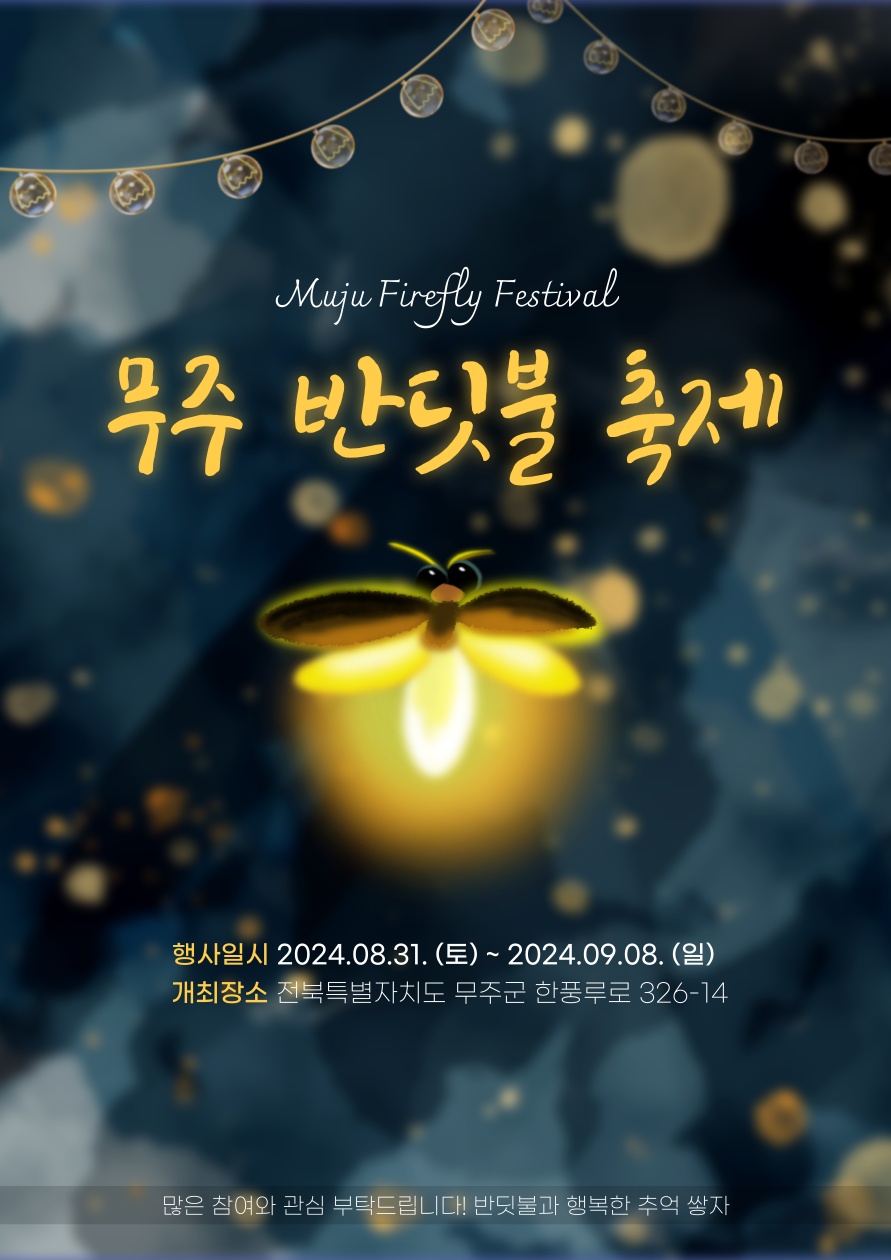 Muju Firefly Festival
무주 반딧불 축제
행사일시 2024.08.31. (토) ~ 2024.09.08. (일)
개최장소 전북특별자치도 무주군 한풍루로 326-14
많은 참여와 관심 부탁드립니다! 반딧불과 행복한 추억 쌓자